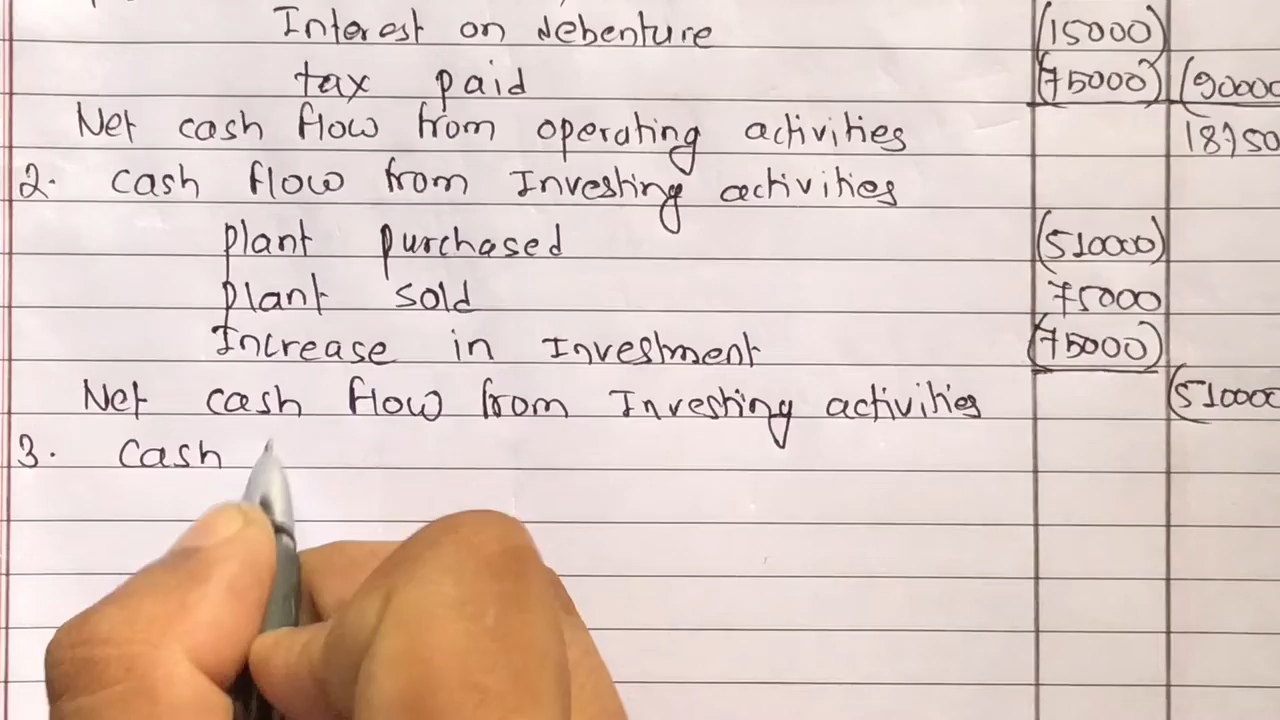 Interest on debenture (15000)
tax paid (75000) (90000
Net cash flow from operating activities 18750
2. cash flow from Investing activities
plant purchased (510000)
plant sold 75000
Increase in Investment (75000)
Net cash flow from Investing activities (510000
3. Cash